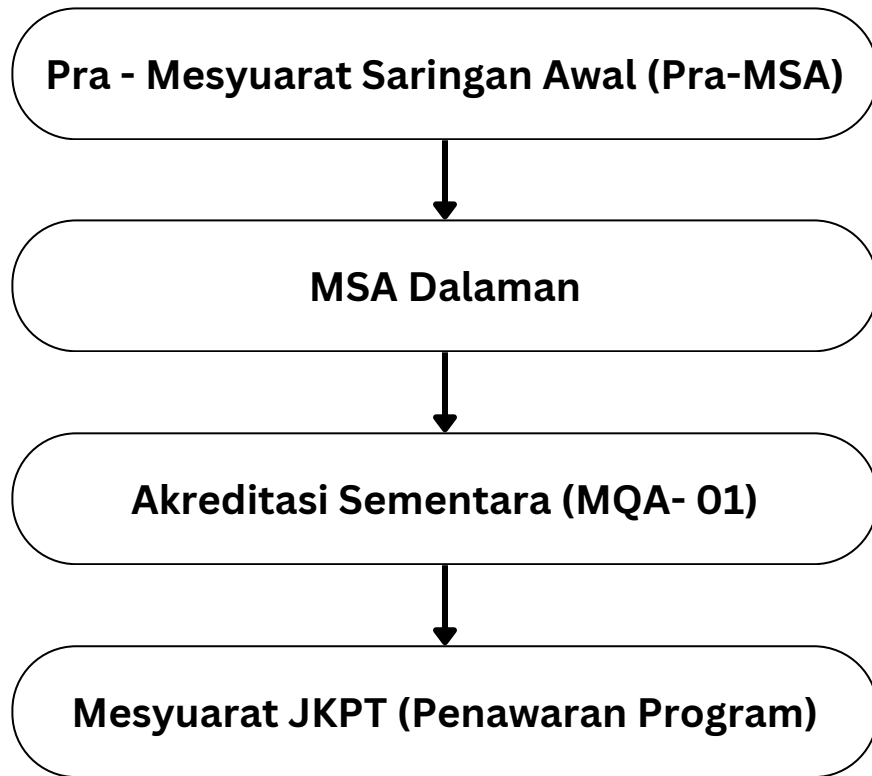 Pra - Mesyuarat Saringan Awal (Pra-MSA)
MSA Dalaman
Akreditasi Sementara (MQA- 01)
Mesyuarat JKPT (Penawaran Program)